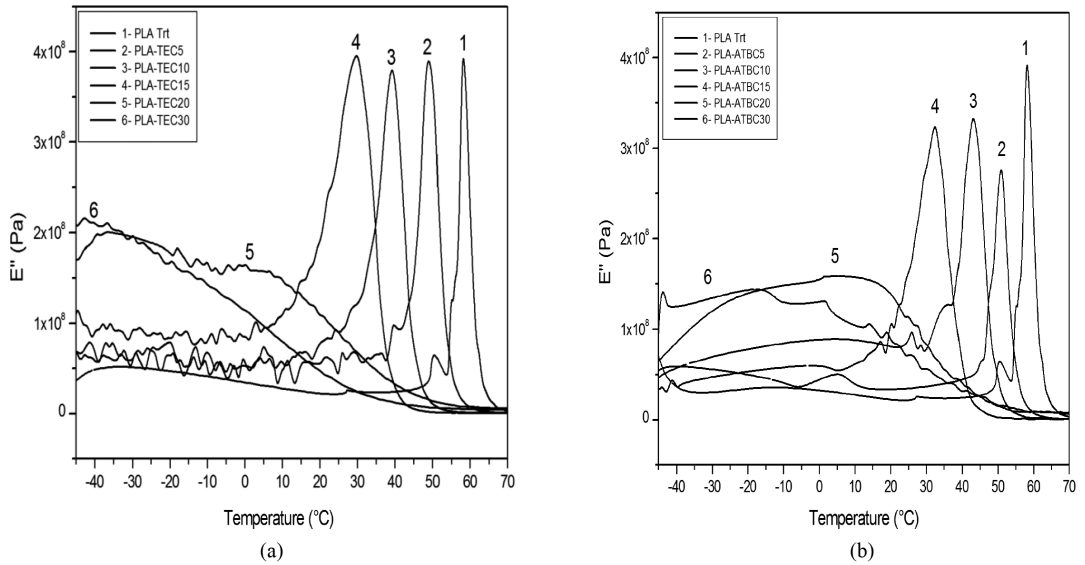 1- PLA Trt
2- PLA-TEC5
3- PLA-TEC10
4- PLA-TEC15
5- PLA-TEC20
6- PLA-TEC30
4
3
2
1
6
5
4x10⁸
3x10⁸
2x10⁸
1x10⁸
0
E'' (Pa)
-40 -30 -20 -10 0 10 20 30 40 50 60 70
Temperature (°C)
(a)
1- PLA Trt
2- PLA-ATBC5
3- PLA-ATBC10
4- PLA-ATBC15
5- PLA-ATBC20
6- PLA-ATBC30
1
4
3
2
6
5
4x10⁸
3x10⁸
2x10⁸
1x10⁸
0
E'' (Pa)
-40 -30 -20 -10 0 10 20 30 40 50 60 70
Temperature (°C)
(b)